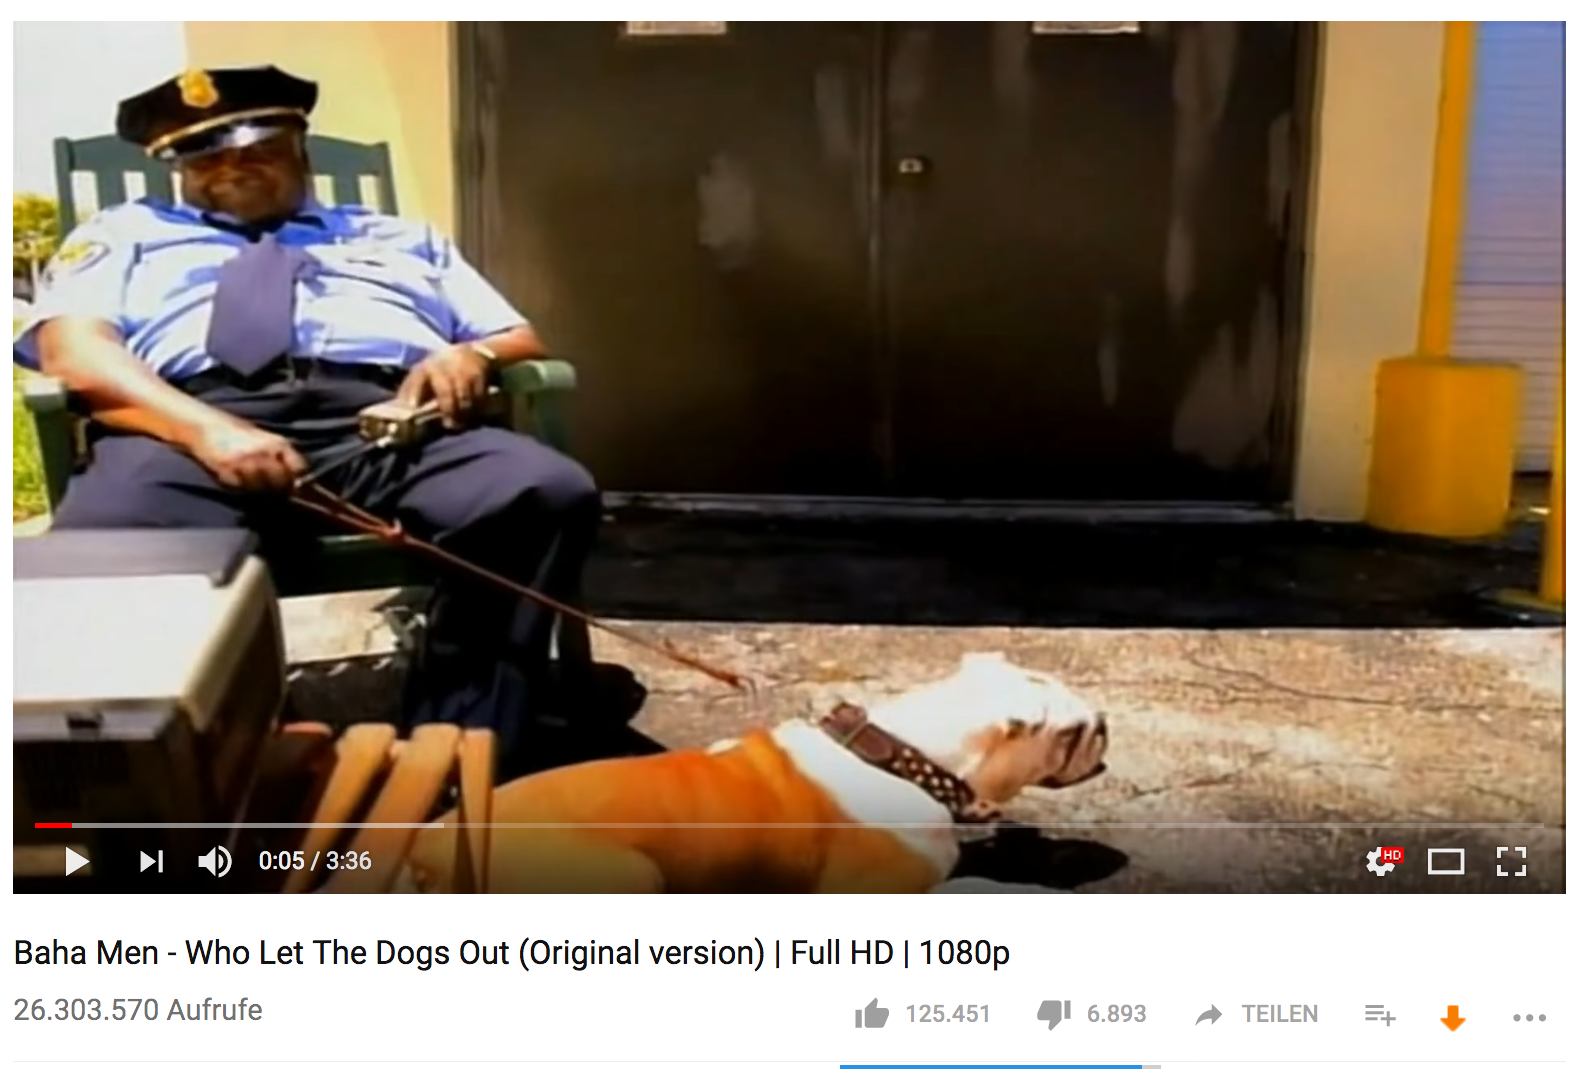 HD
0:05 / 3:36
Baha Men - Who Let The Dogs Out (Original version) | Full HD | 1080p
26.303.570 Aufrufe
125.451
6.893
TEILEN